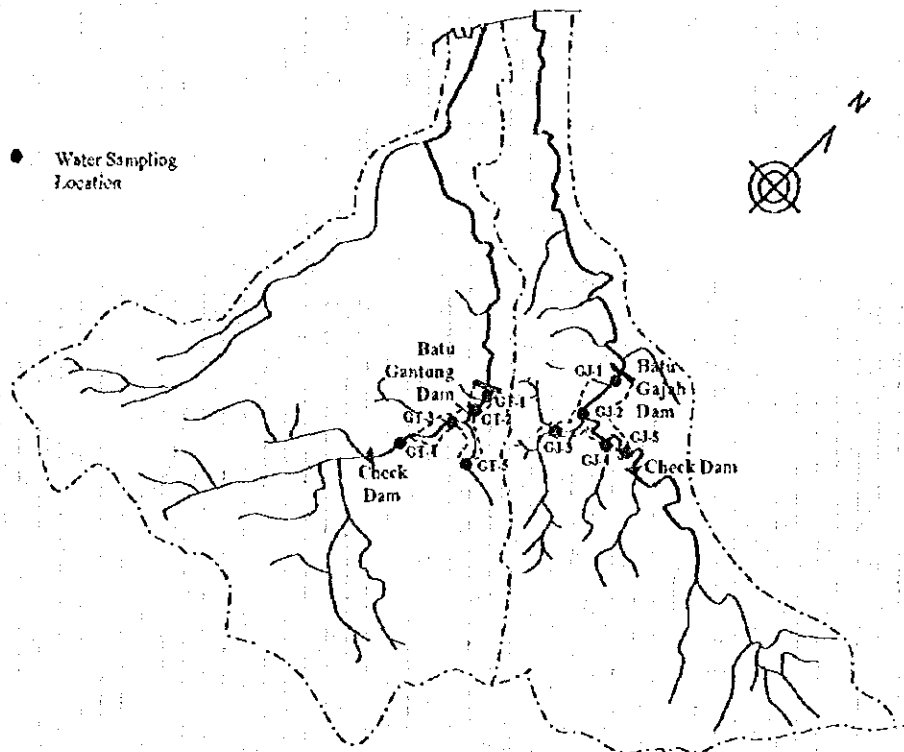 N
Water Sampling
Location
Batu
Gantung
Dam
GT-1
GT-2
GT-3
GT-4
GT-5
Check
Dam
GJ-1
Batu
Gajah
Dam
GJ-2
GJ-3
GJ-4
GJ-5
Check Dam